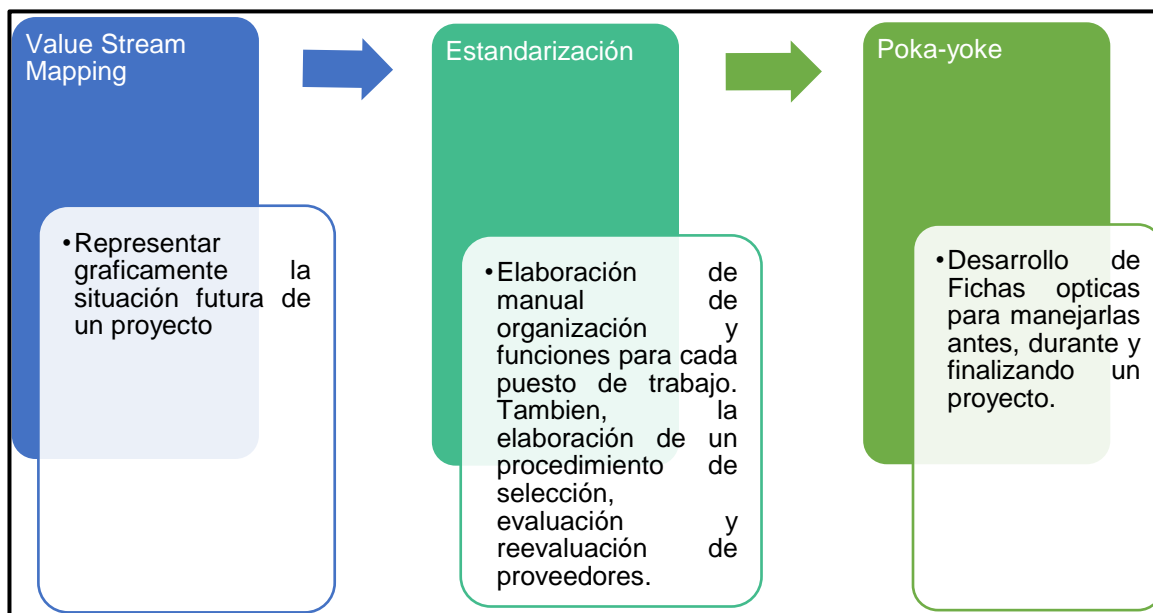 Value Stream
Mapping
•Representar
graficamente la
situación futura de
un proyecto
Estandarización
•Elaboración de
manual de
organización y
funciones para cada
puesto de trabajo.
Tambien, la
elaboración de un
procedimiento de
selección,
evaluación y
reevaluación de
proveedores.
Poka-yoke
•Desarrollo de
Fichas opticas
para manejarlas
antes, durante y
finalizando un
proyecto.